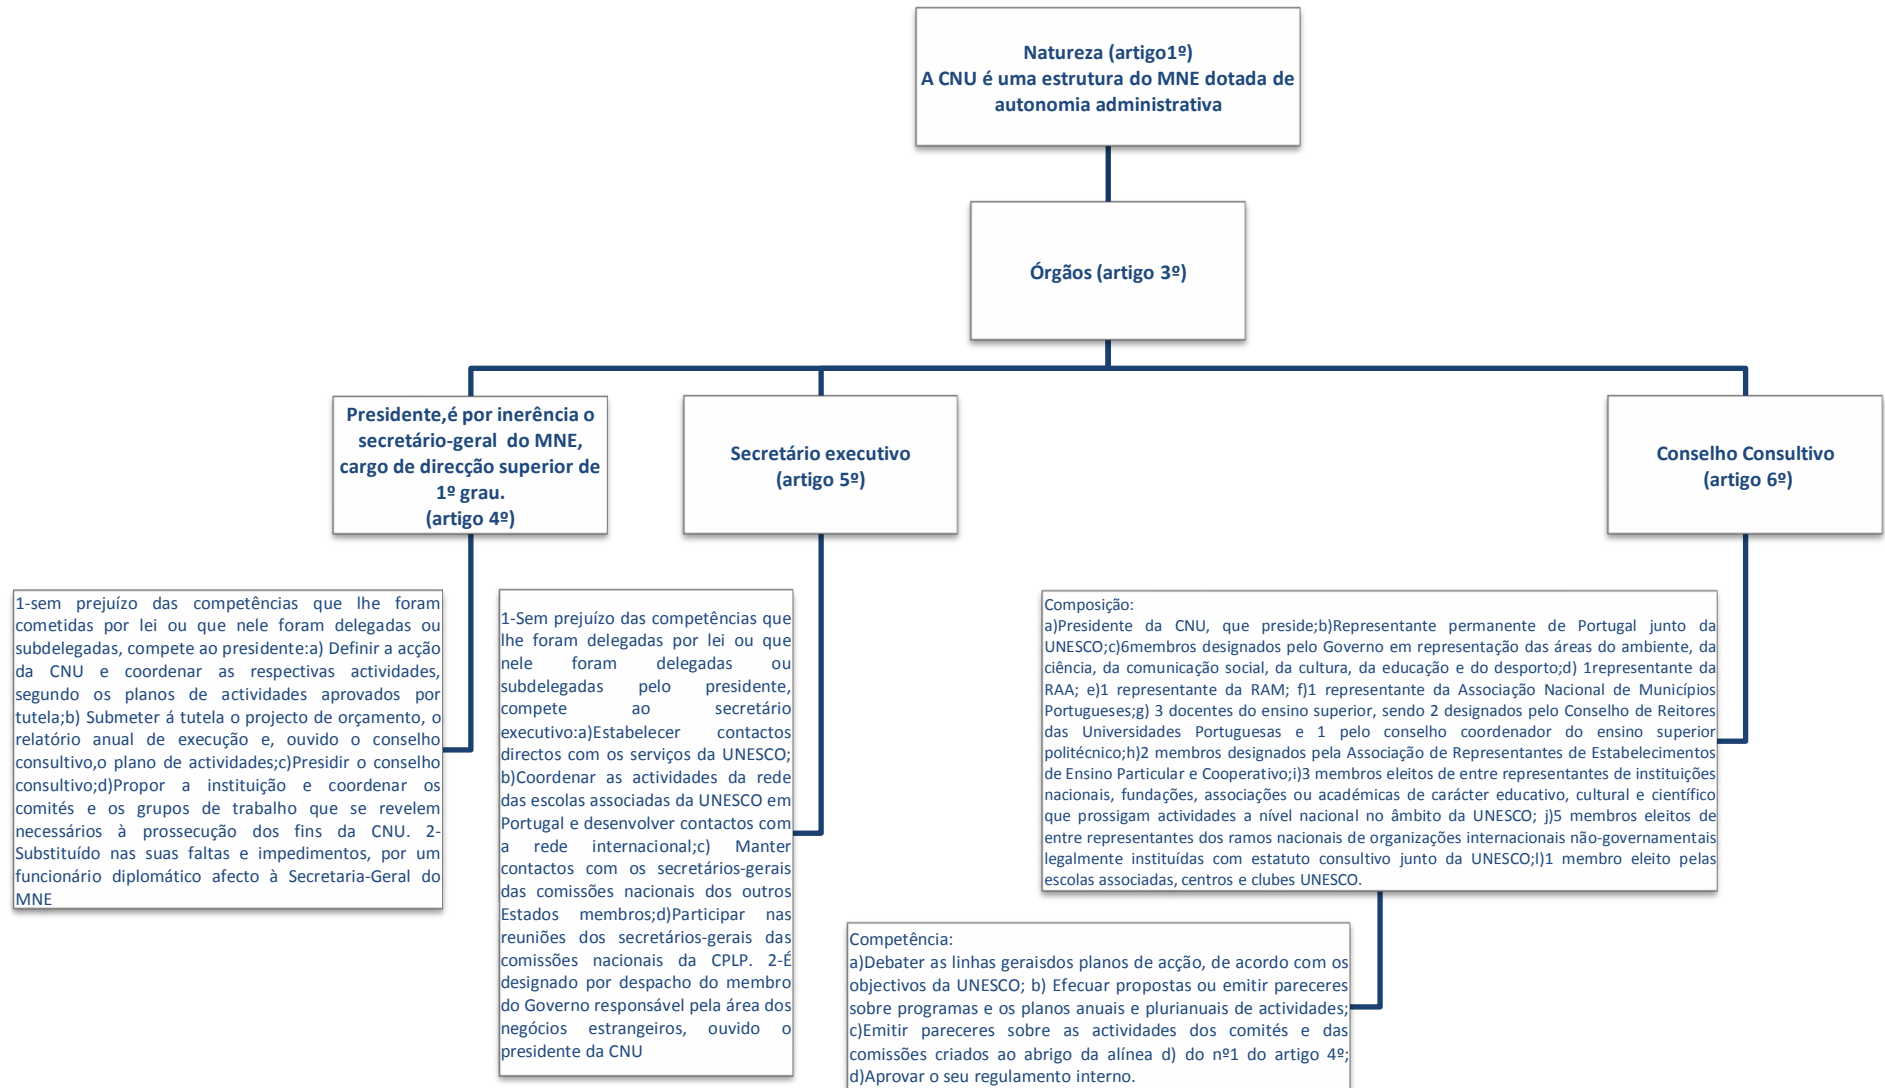 Natureza (artigo1º)
A CNU é uma estrutura do MNE dotada de
autonomia administrativa
Órgãos (artigo 3º)
Presidente,é por inerência o
secretário-geral do MNE,
cargo de direcção superior de
1º grau.
(artigo 4º)
Secretário executivo
(artigo 5º)
Conselho Consultivo
(artigo 6º)
1-sem prejuízo das competências que lhe foram
cometidas por lei ou que nele foram delegadas ou
subdelegadas, compete ao presidente:a) Definir a acção
da CNU e coordenar as respectivas actividades,
segundo os planos de actividades aprovados por
tutela;b) Submeter á tutela o projecto de orçamento, o
relatório anual de execução e, ouvido o conselho
consultivo,o plano de actividades;c)Presidir o conselho
consultivo;d)Propor a instituição e coordenar os
comités e os grupos de trabalho que se revelem
necessários à prossecução dos fins da CNU. 2-
Substituído nas suas faltas e impedimentos, por um
funcionário diplomático afecto à Secretaria-Geral do
MNE
1-Sem prejuízo das competências que
lhe foram delegadas por lei ou que
nele foram delegadas ou
subdelegadas pelo presidente,
compete ao secretário
executivo:a)Estabelecer contactos
directos com os serviços da UNESCO;
b)Coordenar as actividades da rede
das escolas associadas da UNESCO em
Portugal e desenvolver contactos com
a rede internacional;c) Manter
contactos com os secretários-gerais
das comissões nacionais dos outros
Estados membros;d)Participar nas
reuniões dos secretários-gerais das
comissões nacionais da CPLP. 2-É
designado por despacho do membro
do Governo responsável pela área dos
negócios estrangeiros, ouvido o
presidente da CNU
Composição:
a)Presidente da CNU, que preside;b)Representante permanente de Portugal junto da
UNESCO;c)6membros designados pelo Governo em representação das áreas do ambiente, da
ciência, da comunicação social, da cultura, da educação e do desporto;d) 1representante da
RAA; e)1 representante da RAM; f)1 representante da Associação Nacional de Municípios
Portugueses;g) 3 docentes do ensino superior, sendo 2 designados pelo Conselho de Reitores
das Universidades Portuguesas e 1 pelo conselho coordenador do ensino superior
politécnico;h)2 membros designados pela Associação de Representantes de Estabelecimentos
de Ensino Particular e Cooperativo;i)3 membros eleitos de entre representantes de instituições
nacionais, fundações, associações ou académicas de carácter educativo, cultural e científico
que prossigam actividades a nível nacional no âmbito da UNESCO; j)5 membros eleitos de
entre representantes dos ramos nacionais de organizações internacionais não-governamentais
legalmente instituídas com estatuto consultivo junto da UNESCO;l)1 membro eleito pelas
escolas associadas, centros e clubes UNESCO.
Competência:
a)Debater as linhas geraisdos planos de acção, de acordo com os
objectivos da UNESCO; b) Efecuar propostas ou emitir pareceres
sobre programas e os planos anuais e plurianuais de actividades;
c)Emitir pareceres sobre as actividades dos comités e das
comissões criados ao abrigo da alínea d) do nº1 do artigo 4º;
d)Aprovar o seu regulamento interno.